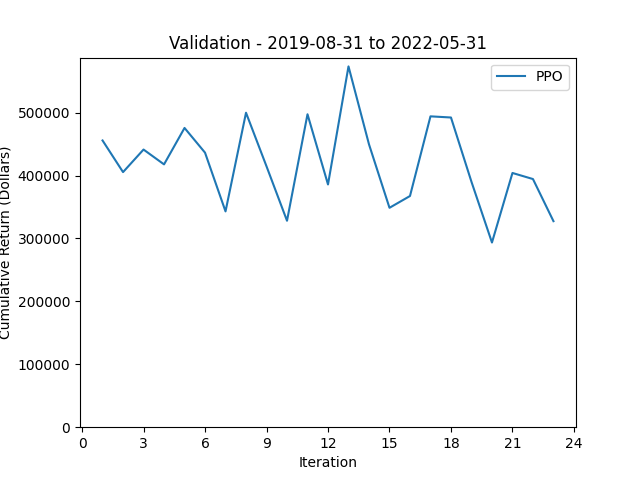 Validation - 2019-08-31 to 2022-05-31
PPO
Cumulative Return (Dollars)
500000
400000
300000
200000
100000
0
0 3 6 9 12 15 18 21 24
Iteration